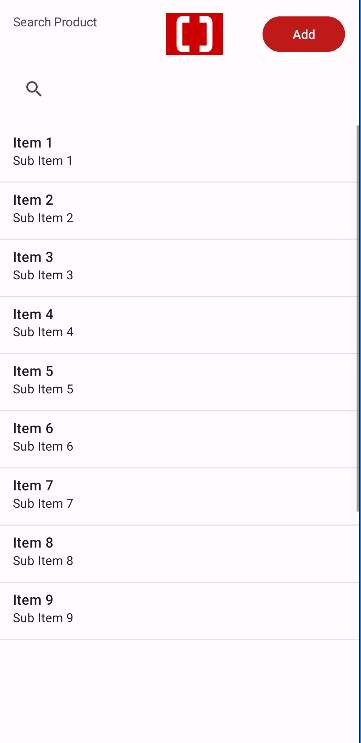 Search Product
Add
Item 1
Sub Item 1
Item 2
Sub Item 2
Item 3
Sub Item 3
Item 4
Sub Item 4
Item 5
Sub Item 5
Item 6
Sub Item 6
Item 7
Sub Item 7
Item 8
Sub Item 8
Item 9
Sub Item 9